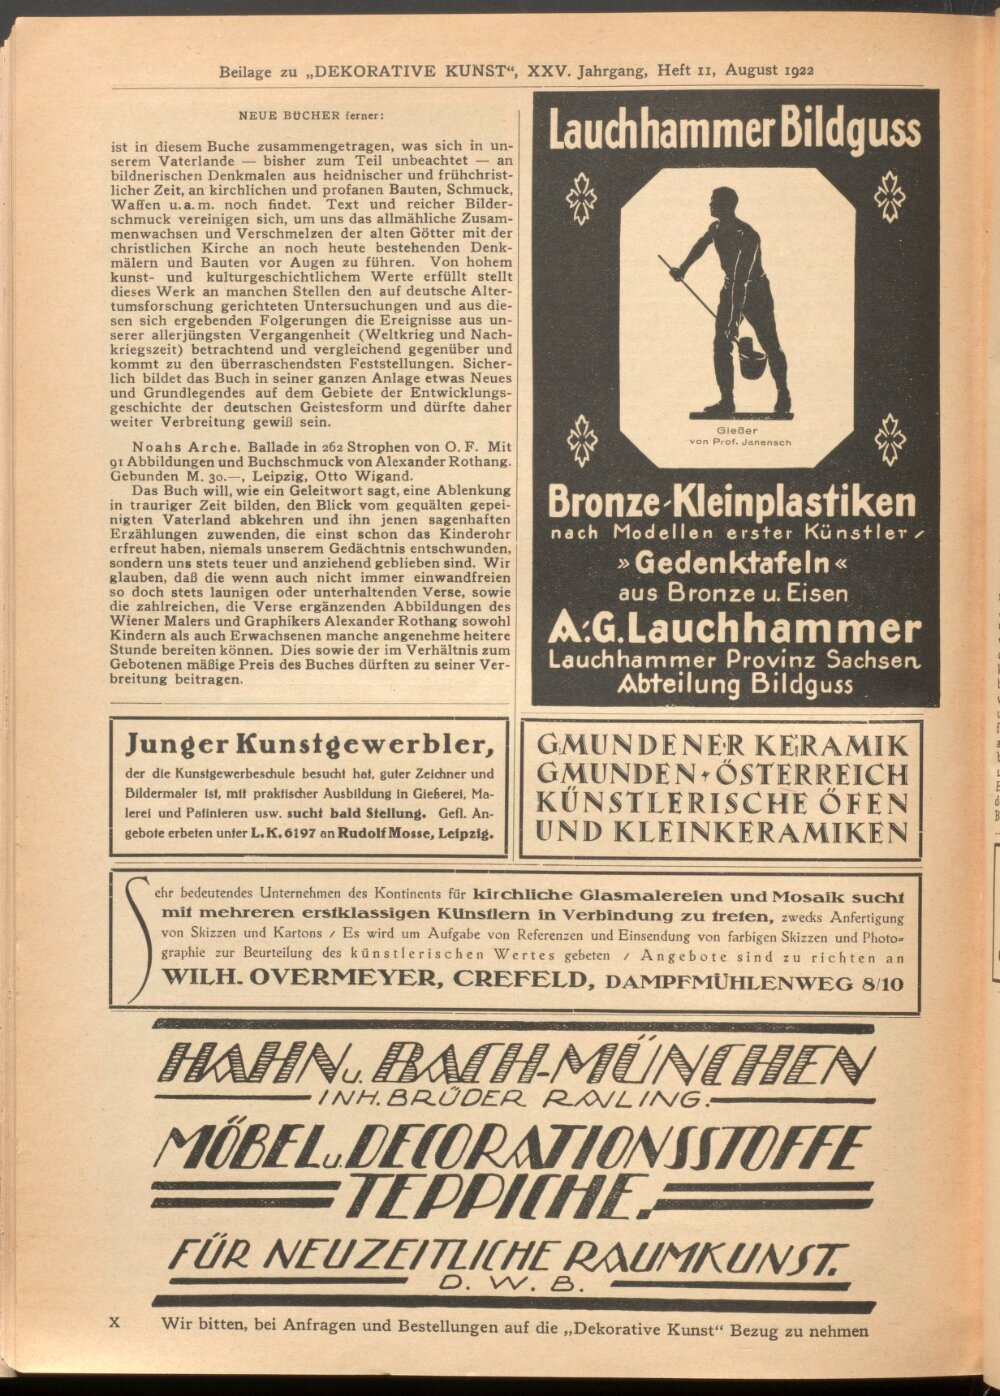 Beilage zu „DEKORATIVE KUNST“, XXV. Jahrgang, Heft 11, August 1922
NEUE BÜCHER ferner:
ist in diesem Buche zusammengetragen, was sich in un-
serem Vaterlande — bisher zum Teil unbeachtet — an
bildnerischen Denkmalen aus heidnischer und frühchrist-
licher Zeit, an kirchlichen und profanen Bauten, Schmuck,
Waffen u. a. m. noch findet. Text und reicher Bilder-
schmuck vereinigen sich, um uns das allmähliche Zusam-
menwachsen und Verschmelzen der alten Götter mit der
christlichen Kirche an noch heute bestehenden Denk-
mälern und Bauten vor Augen zu führen. Von hohem
kunst- und kulturgeschichtlichem Werte erfüllt stellt
dieses Werk an manchen Stellen den auf deutsche Alter-
tumsforschung gerichteten Untersuchungen und aus die-
sen sich ergebenden Folgerungen die Ereignisse aus un-
serer allerjüngsten Vergangenheit (Weltkrieg und Nach-
kriegszeit) betrachtend und vergleichend gegenüber und
kommt zu den überraschendsten Feststellungen. Sicher-
lich bildet das Buch in seiner ganzen Anlage etwas Neues
und Grundlegendes auf dem Gebiete der Entwicklungs-
geschichte der deutschen Geistesform und dürfte daher
weiter Verbreitung gewiß sein.
Noahs Arche. Ballade in 262 Strophen von O. F. Mit
91 Abbildungen und Buchschmuck von Alexander Rothang.
Gebunden M. 30.—, Leipzig, Otto Wigand.
Das Buch will, wie ein Geleitwort sagt, eine Ablenkung
in trauriger Zeit bilden, den Blick vom gequälten gepei-
nigten Vaterland abkehren und ihn jenen sagenhaften
Erzählungen zuwenden, die einst schon das Kinderohr
erfreut haben, niemals unserem Gedächtnis entschwunden,
sondern uns stets teuer und anziehend geblieben sind. Wir
glauben, daß die wenn auch nicht immer einwandfreien
so doch stets launigen oder unterhaltenden Verse, sowie
die zahlreichen, die Verse ergänzenden Abbildungen des
Wiener Malers und Graphikers Alexander Rothang sowohl
Kindern als auch Erwachsenen manche angenehme heitere
Stunde bereiten können. Dies sowie der im Verhältnis zum
Gebotenen mäßige Preis des Buches dürften zu seiner Ver-
breitung beitragen.
Lauchhammer Bildguss
Gießer
von Prof. Janensch
Bronze-Kleinplastiken
nach Modellen erster Künstler /
» Gedenktafeln «
aus Bronze u. Eisen
A.G. Lauchhammer
Lauchhammer Provinz Sachsen
Abteilung Bildguss
Junger Kunstgewerbler,
der die Kunstgewerbeschule besucht hat, guter Zeichner und
Bildermaler ist, mit praktischer Ausbildung in Gießerei, Ma-
lerei und Patinieren usw. sucht bald Stellung. Gefl. An-
gebote erbeten unter L. K. 6197 an Rudolf Mosse, Leipzig.
GMUNDENER KERAMIK
GMUNDEN + ÖSTERREICH
KÜNSTLERISCHE ÖFEN
UND KLEINKERAMIKEN
Sehr bedeutendes Unternehmen des Kontinents für kirchliche Glasmalereien und Mosaik sucht
mit mehreren erstklassigen Künstlern in Verbindung zu treten, zwecks Anfertigung
von Skizzen und Kartons / Es wird um Aufgabe von Referenzen und Einsendung von farbigen Skizzen und Photo-
graphie zur Beurteilung des künstlerischen Wertes gebeten / Angebote sind zu richten an
WILH. OVERMEYER, CREFELD, DAMPFMÜHLENWEG 8/10
HAHN u. BACH-MÜNCHEN
INH. BRÜDER RAILING.
MÖBEL u. DECORATIONSSTOFFE
TEPPICHE.
FÜR NEUZEITLICHE RAUMKUNST.
D. W. B.
X
Wir bitten, bei Anfragen und Bestellungen auf die „Dekorative Kunst“ Bezug zu nehmen